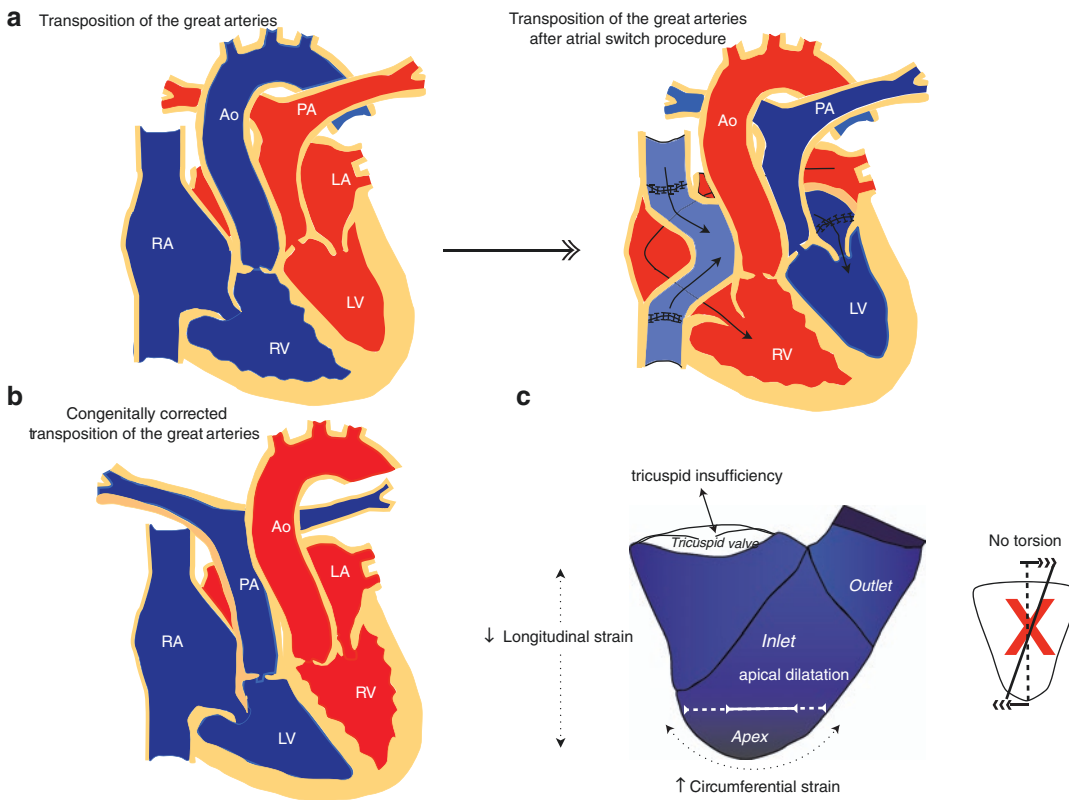 a
Transposition of the great arteries
Ao
PA
LA
RA
LV
RV
Transposition of the great arteries
after atrial switch procedure
Ao
PA
LV
RV
b
Congenitally corrected
transposition of the great arteries
Ao
LA
PA
RA
RV
LV
c
tricuspid insufficiency
Tricuspid valve
Outlet
Inlet
apical dilatation
Apex
↓ Longitudinal strain
↑ Circumferential strain
No torsion
X